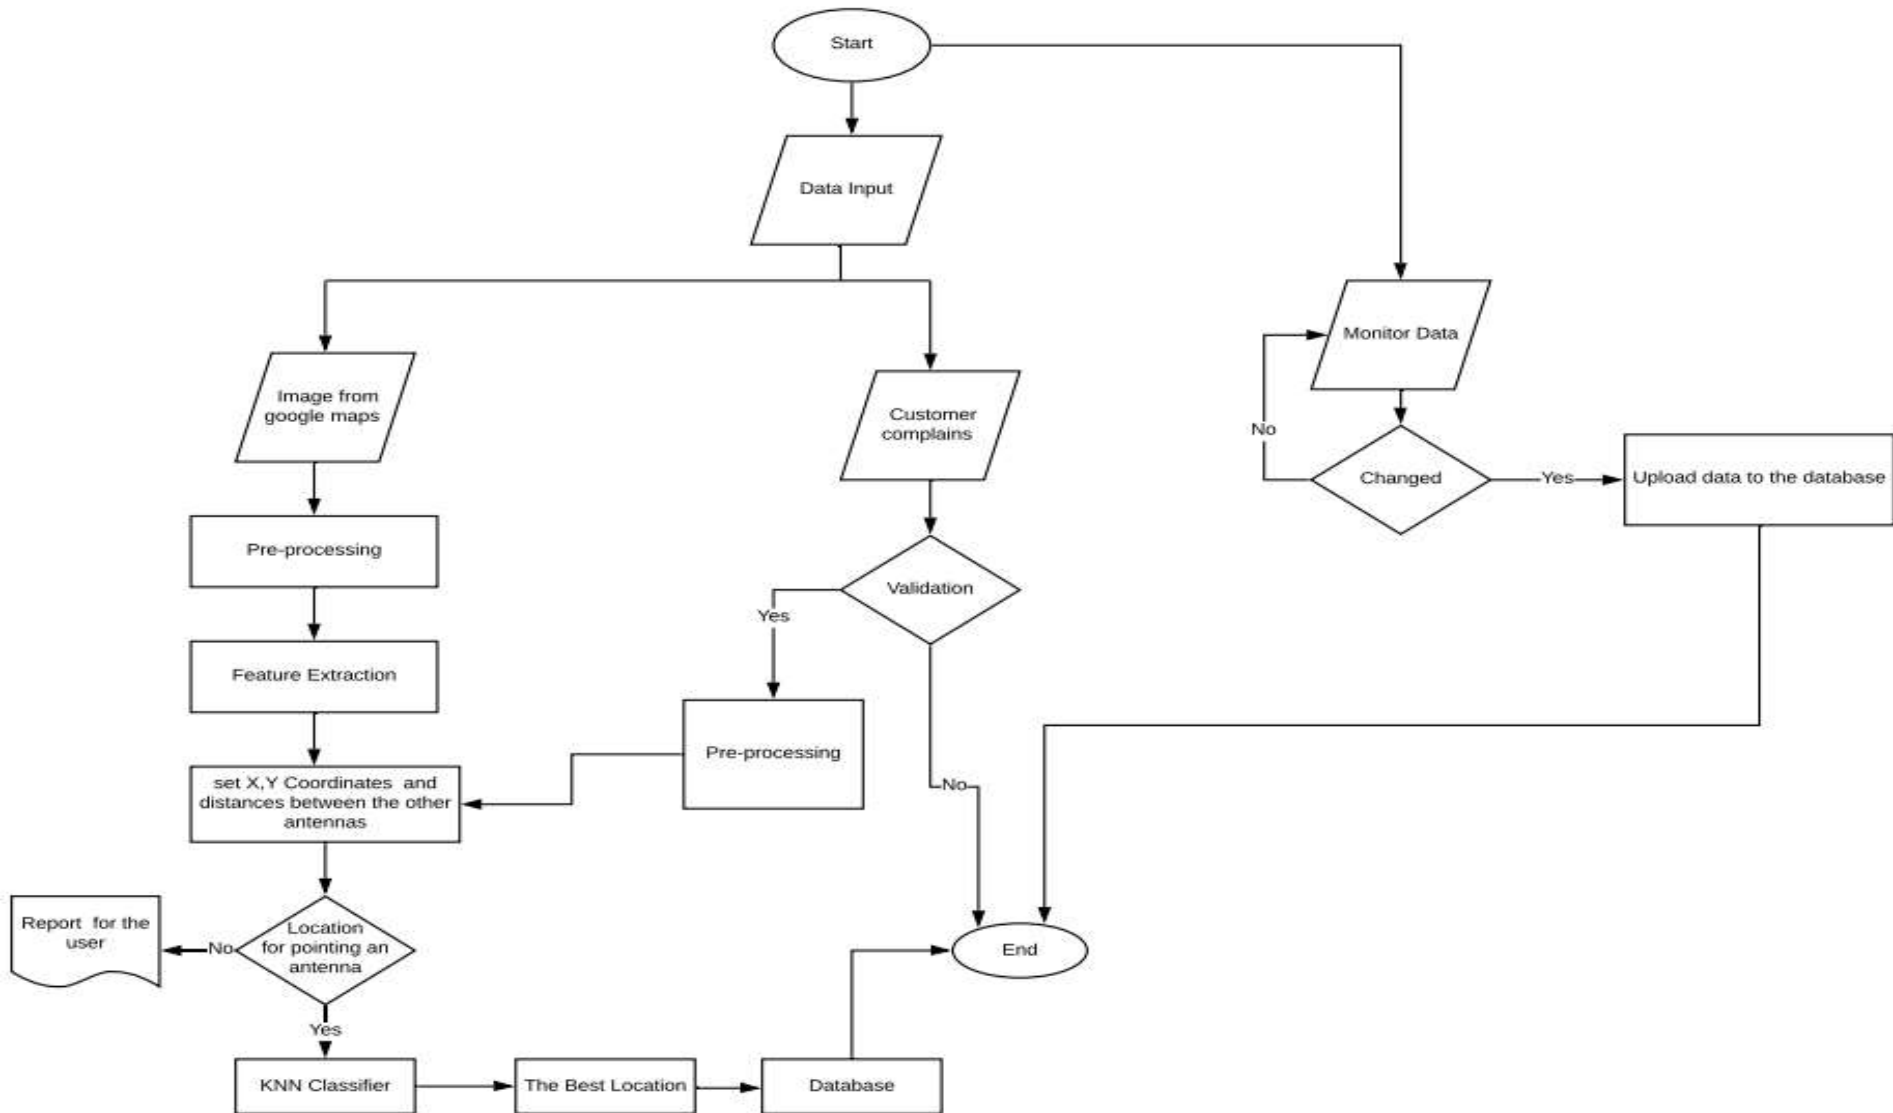 Start
Data Input
Image from
google maps
Customer
complains
Monitor Data
No
Changed
Yes
Upload data to the database
Pre-processing
Validation
Yes
Feature Extraction
Pre-processing
No
set X,Y Coordinates and
distances between the other
antennas
Report for the
user
No
Location
for pointing an
antenna
End
Yes
KNN Classifier
The Best Location
Database